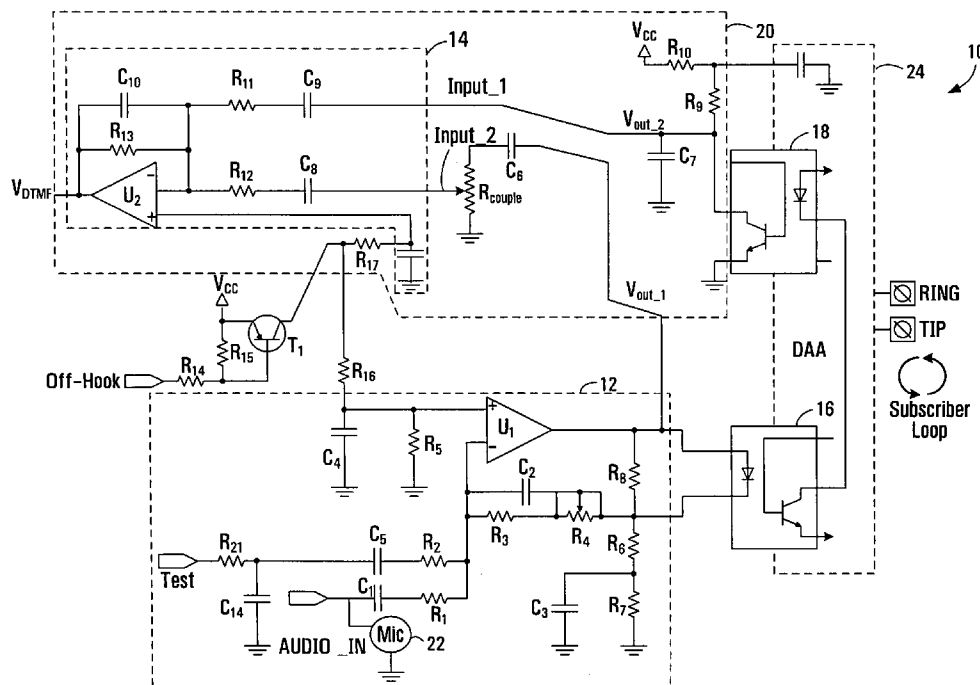 20
14
VCC
R10
24
10
C10
R11
C9
Input_1
R9
R13
Vout_2
18
Input_2
C6
C7
VDTMF
U2
R12
C8
Rcouple
R17
VCC
Vout_1
RING
TIP
T1
R15
DAA
R14
Off-Hook
R16
12
Subscriber
Loop
16
U1
C4
R5
R8
C2
R3
R4
R21
C5
R2
R6
Test
C14
C1
R1
C3
R7
AUDIO _IN
Mic
22